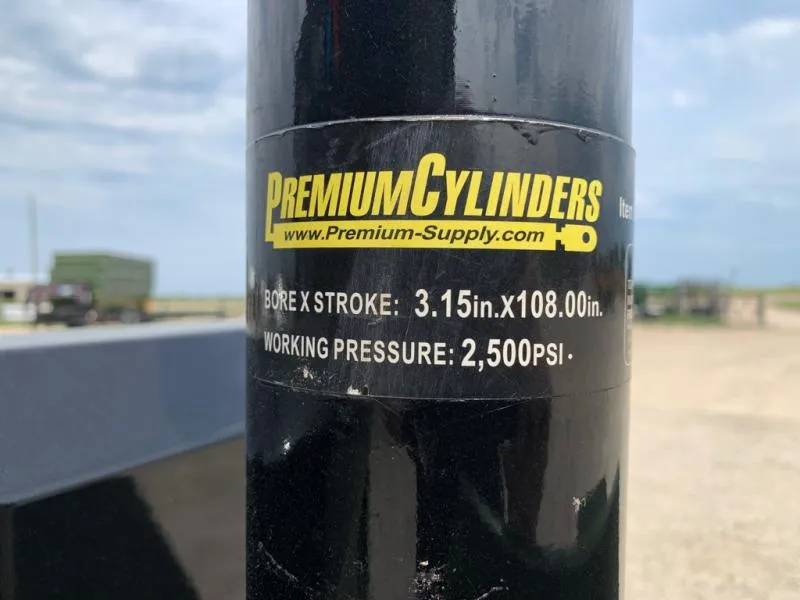 PREMIUMCYLINDERS
www.Premium-Supply.com
BORE X STROKE: 3.15in.x108.00in.
WORKING PRESSURE: 2,500PSI